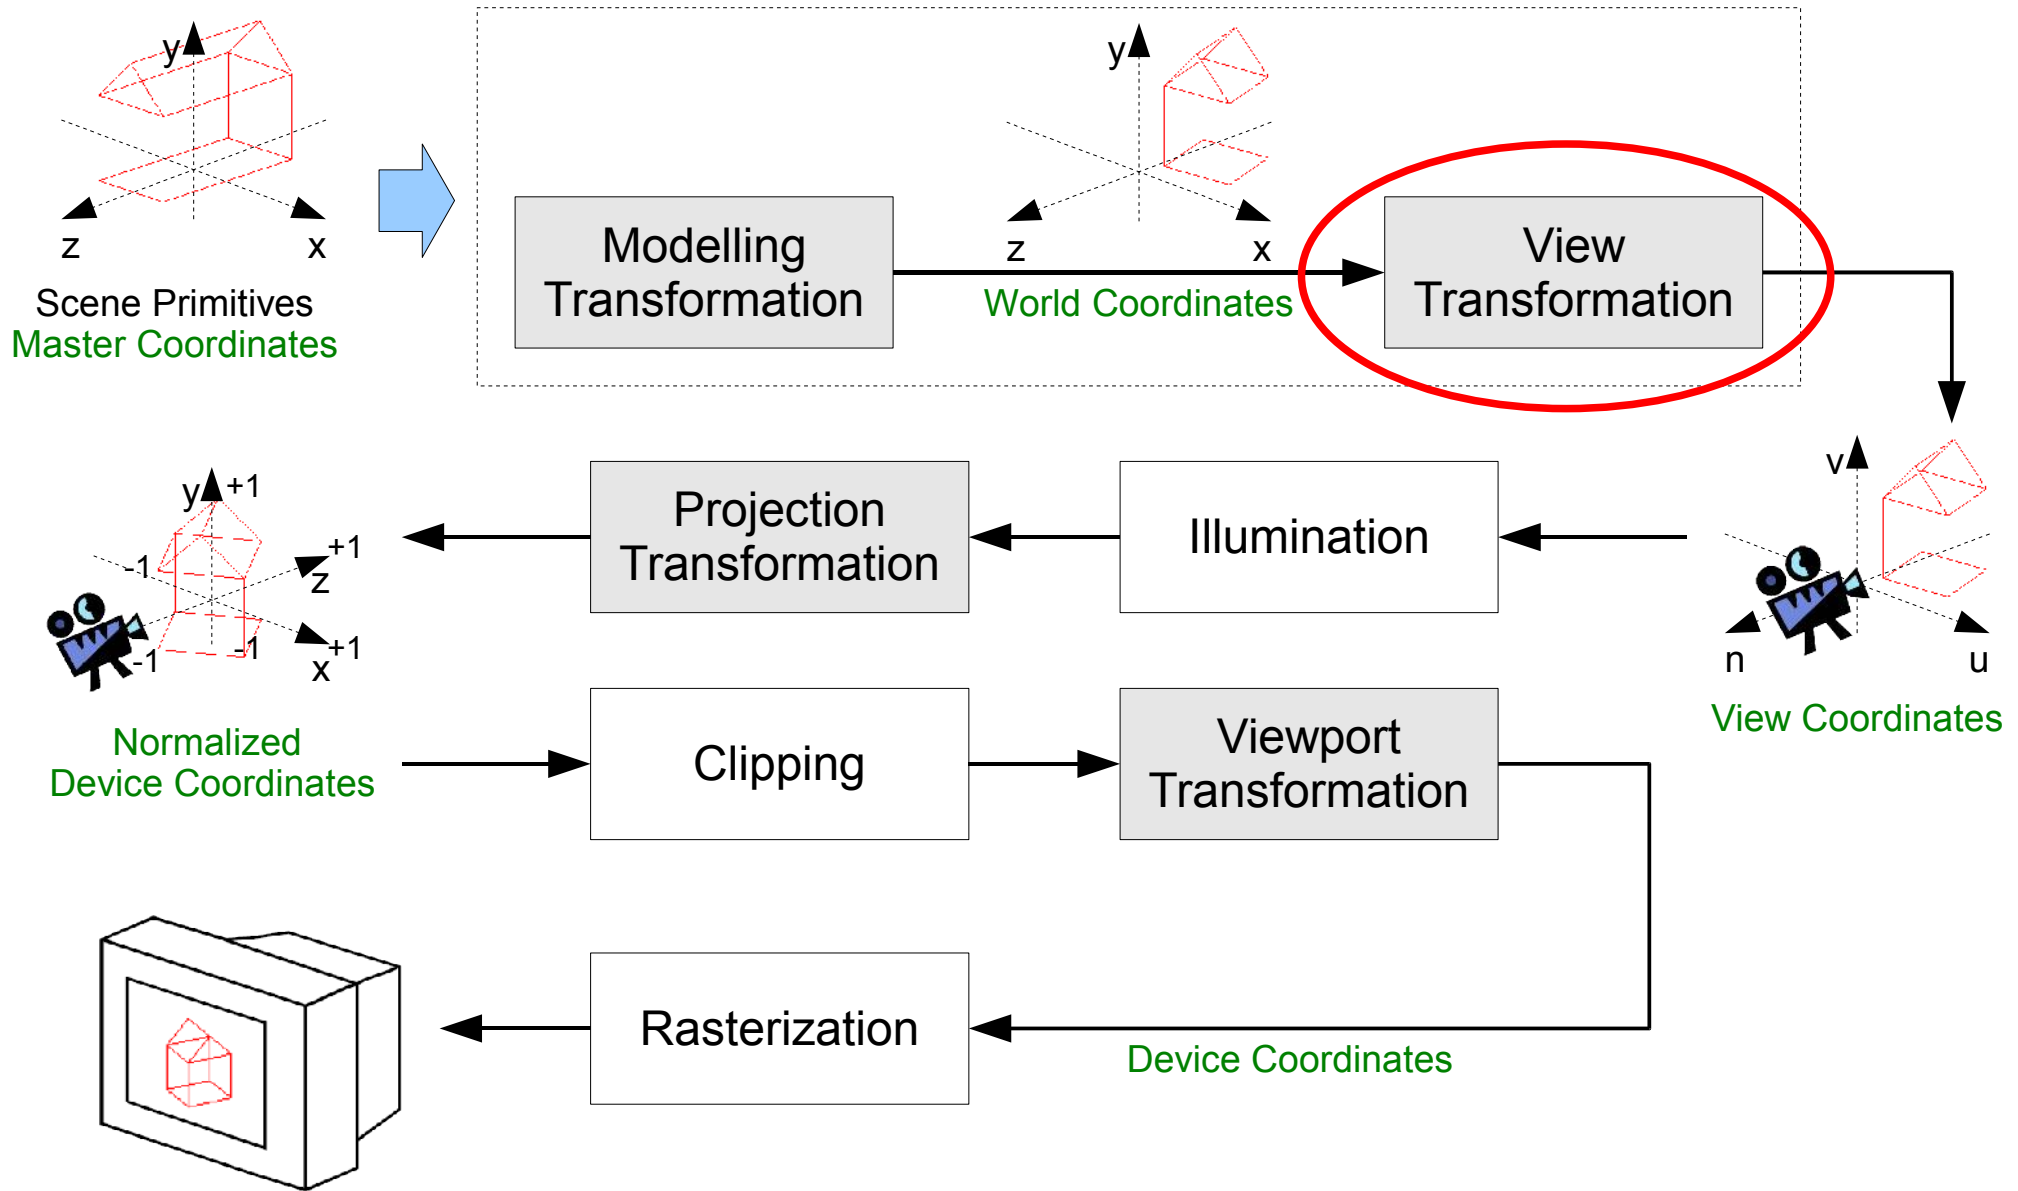 y
z
x
Scene Primitives
Master Coordinates
Modelling
Transformation
y
z
x
World Coordinates
View
Transformation
v
n
u
View Coordinates
Illumination
Projection
Transformation
y
+1
-1
+1
z
-1
-1
x
+1
Normalized
Device Coordinates
Clipping
Viewport
Transformation
Device Coordinates
Rasterization